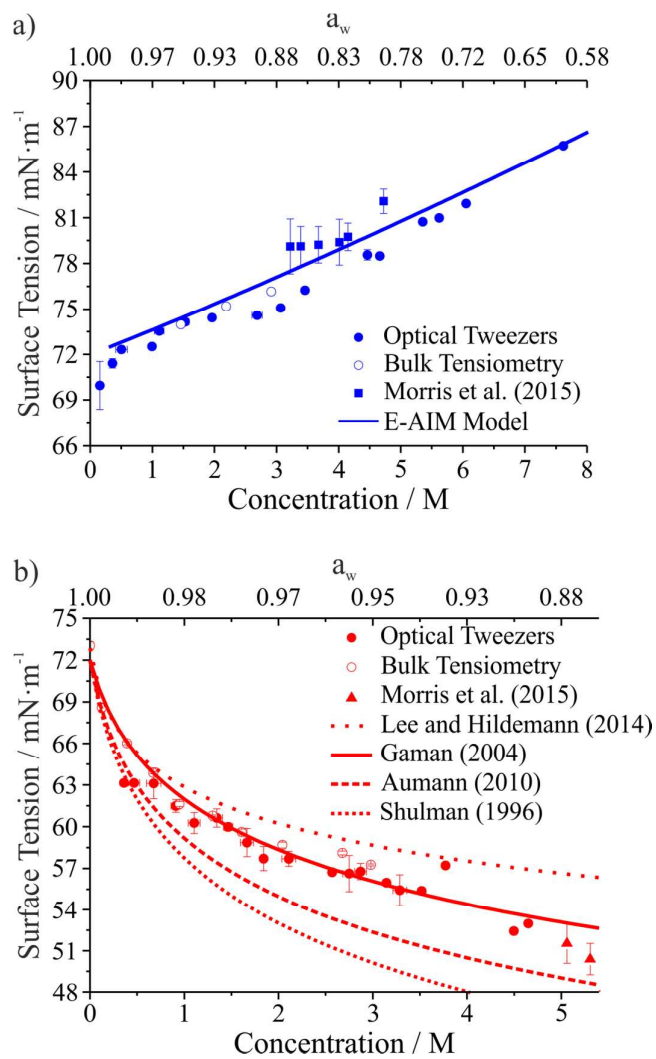 a)
a_w
1.00 0.97 0.93 0.88 0.83 0.78 0.72 0.65 0.58
90
87
84
81
78
75
72
69
66
Surface Tension / mN·m⁻¹
Optical Tweezers
Bulk Tensiometry
Morris et al. (2015)
E-AIM Model
0 1 2 3 4 5 6 7 8
Concentration / M
b)
a_w
1.00 0.98 0.97 0.95 0.93 0.88
75
72
69
66
63
60
57
54
51
48
Surface Tension / mN·m⁻¹
Optical Tweezers
Bulk Tensiometry
Morris et al. (2015)
Lee and Hildemann (2014)
Gaman (2004)
Aumann (2010)
Shulman (1996)
0 1 2 3 4 5
Concentration / M